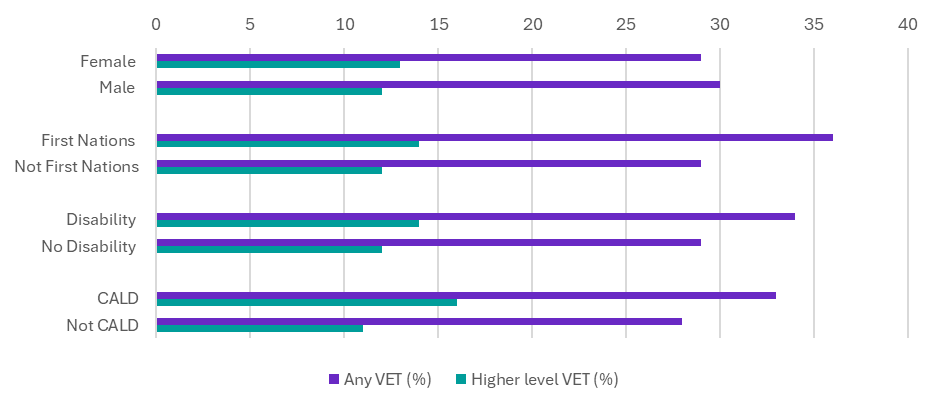 0 5 10 15 20 25 30 35 40
Female
Male
First Nations
Not First Nations
Disability
No Disability
CALD
Not CALD
Any VET (%) Higher level VET (%)